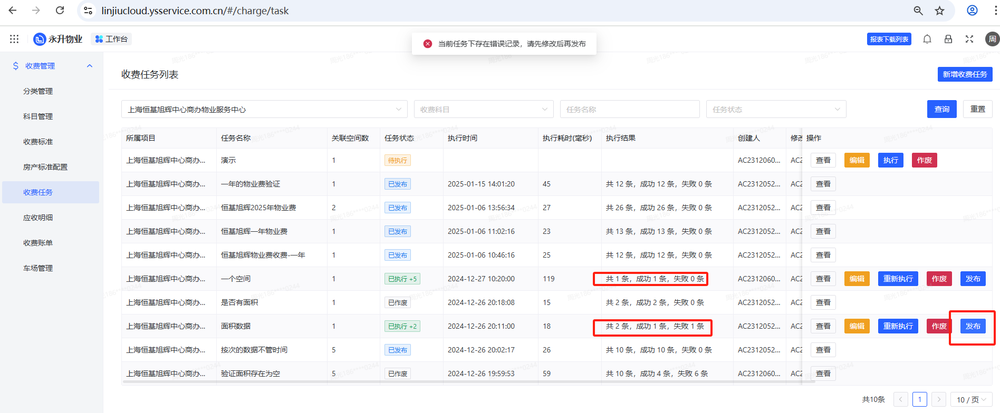 linjiucloud.ysservice.com.cn/#/charge/task
永升物业 工作台
当前任务下存在错误记录，请先修改后再发布
报表下载列表 周
收费管理
分类管理
科目管理
收费标准
房产标准配置
收费任务
应收明细
收费账单
车场管理
收费任务列表 新增收费任务
上海恒基旭辉中心商办物业服务中心 收费科目 任务名称 任务状态 查询 重置
所属项目 任务名称 关联空间数 任务状态 执行时间 执行耗时(毫秒) 执行结果 创建人 修改 操作
上海恒基旭辉中心商办... 演示 1 待执行 AC2312060... AC2 查看 编辑 执行 作废
上海恒基旭辉中心商办... 一年的物业费验证 1 已发布 2025-01-15 14:01:20 45 共 12 条，成功 12 条，失败 0 条 AC2312052... AC2 查看
上海恒基旭辉中心商办... 恒基旭辉2025年物业费 2 已发布 2025-01-06 13:56:34 27 共 26 条，成功 26 条，失败 0 条 AC2312052... AC2 查看
上海恒基旭辉中心商办... 恒基旭辉一年物业费 1 已发布 2025-01-06 11:02:16 23 共 13 条，成功 13 条，失败 0 条 AC2312052... AC2 查看
上海恒基旭辉中心商办... 恒基旭辉物业费收费-一年 1 已发布 2025-01-06 10:46:16 25 共 12 条，成功 12 条，失败 0 条 AC2312052... AC2 查看
上海恒基旭辉中心商办... 一个空间 1 已执行 +5 2024-12-27 10:20:00 119 共 1 条，成功 1 条，失败 0 条 AC2312060... AC2 查看 编辑 重新执行 作废 发布
上海恒基旭辉中心商办... 是否有面积 1 已作废 2024-12-26 20:18:08 15 共 2 条，成功 2 条，失败 0 条 AC2312052... AC2 查看
上海恒基旭辉中心商办... 面积数据 1 已执行 +2 2024-12-26 20:11:00 18 共 2 条，成功 1 条，失败 1 条 AC2312052... AC2 查看 编辑 重新执行 作废 发布
上海恒基旭辉中心商办... 按次的数据不管时间 5 已发布 2024-12-26 20:02:17 26 共 10 条，成功 10 条，失败 0 条 AC2312052... AC2 查看
上海恒基旭辉中心商办... 验证面积存在为空 5 已作废 2024-12-26 19:59:53 59 共 10 条，成功 4 条，失败 6 条 AC2312060... AC2 查看
共10条 1 10 / 页